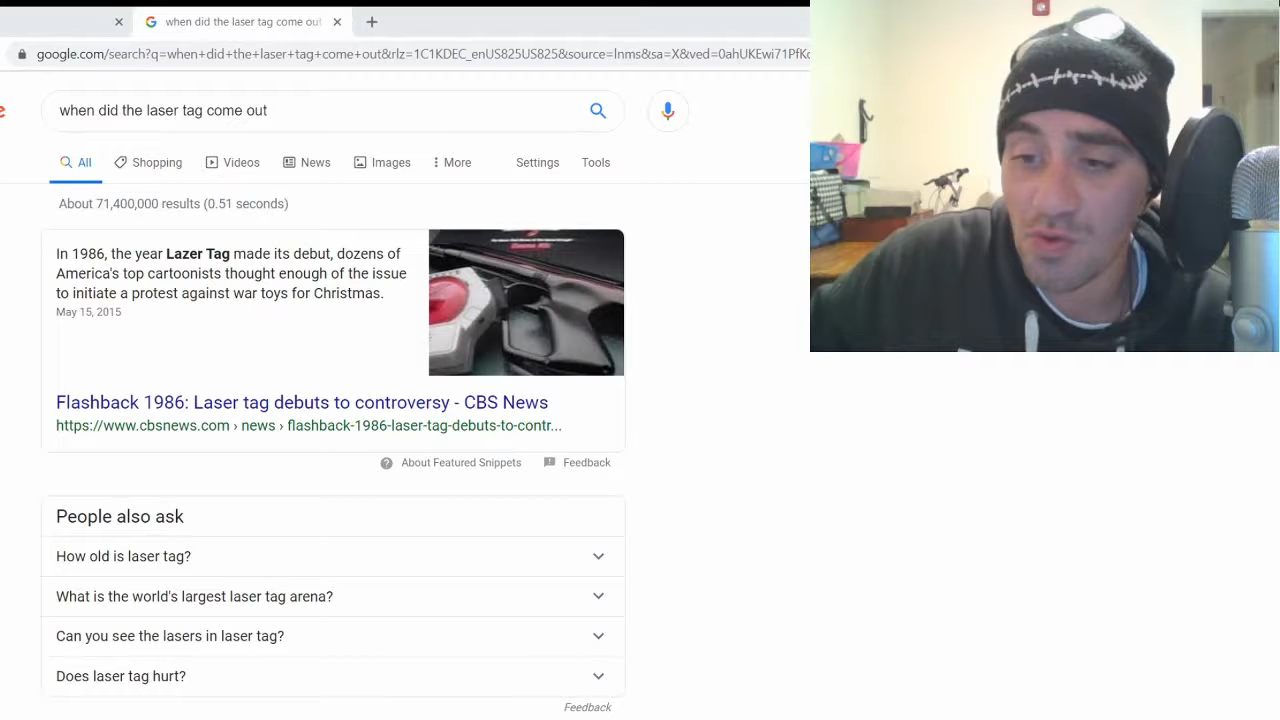 when did the laser tag come out
google.com/search?q=when+did+the+laser+tag+come+out&rlz=1C1KDEC_enUS825US825&source=lnms&sa=X&ved=0ahUKEwi71PfKc
when did the laser tag come out
All Shopping Videos News Images More Settings Tools
About 71,400,000 results (0.51 seconds)
In 1986, the year Lazer Tag made its debut, dozens of
America's top cartoonists thought enough of the issue
to initiate a protest against war toys for Christmas.
May 15, 2015
Flashback 1986: Laser tag debuts to controversy - CBS News
https://www.cbsnews.com › news › flashback-1986-laser-tag-debuts-to-contr...
About Featured Snippets Feedback
People also ask
How old is laser tag?
What is the world's largest laser tag arena?
Can you see the lasers in laser tag?
Does laser tag hurt?
Feedback